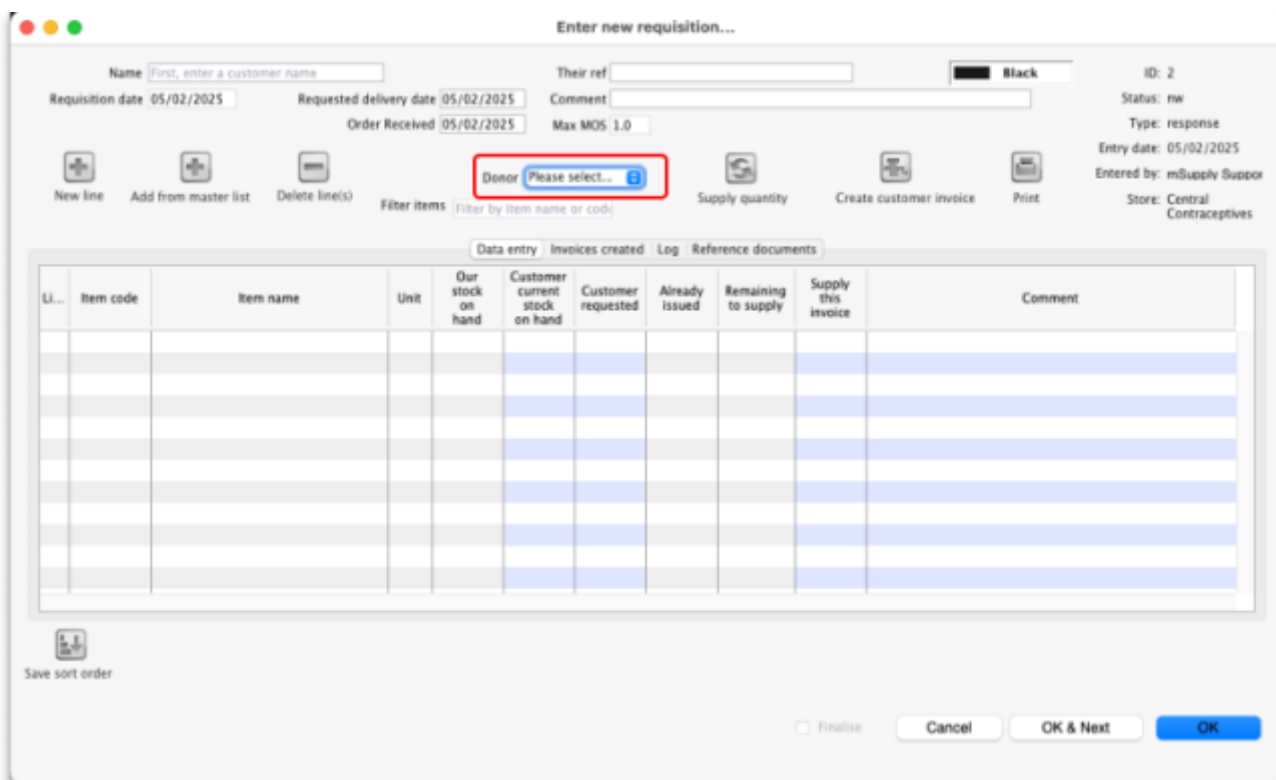 Enter new requisition...
Name First, enter a customer name Their ref Black ID: 2
Requisition date 05/02/2025 Requested delivery date 05/02/2025 Comment Status: nw
Order Received 05/02/2025 Max MOS 1.0 Type: response
Entry date: 05/02/2025
Donor Please select... Entered by: mSupply Suppor
New line Add from master list Delete line(s) Supply quantity Create customer invoice Print Store: Central
Filter items Filter by item name or code Contraceptives
Data entry Invoices created Log Reference documents
Li... Item code Item name Unit Our stock on hand Customer current stock on hand Customer requested Already issued Remaining to supply Supply this invoice Comment
Save sort order
Finalise Cancel OK & Next OK